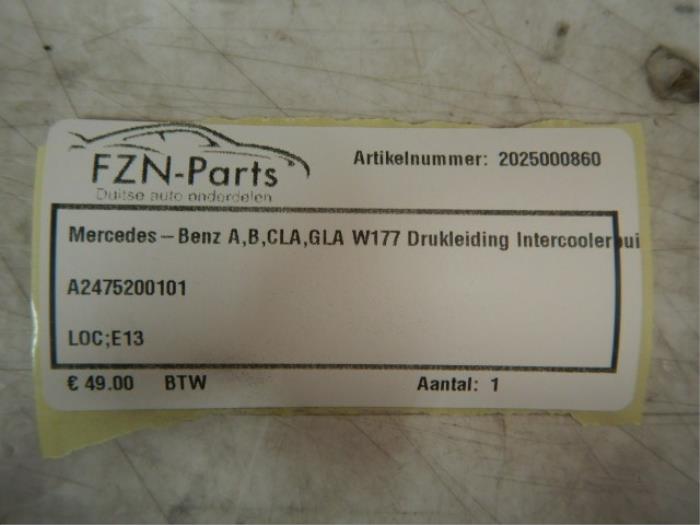 FZN-Parts
Duitse auto onderdelen
Artikelnummer: 2025000860
Mercedes-Benz A,B,CLA,GLA W177 Drukleiding Intercoolerbui
A2475200101
LOC;E13
€ 49.00 BTW
Aantal: 1